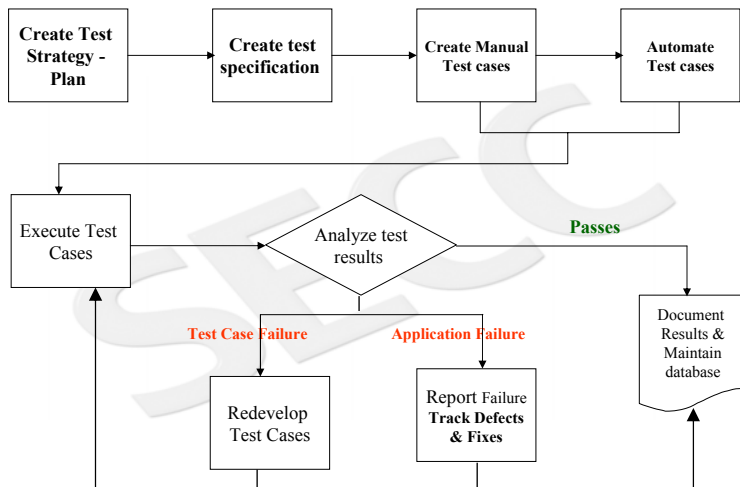 Create Test
Strategy -
Plan
Create test
specification
Create Manual
Test cases
Automate
Test cases
Execute Test
Cases
Analyze test
results
Passes
Test Case Failure
Application Failure
Document
Results &
Maintain
database
Redevelop
Test Cases
Report Failure
Track Defects
& Fixes
SECC